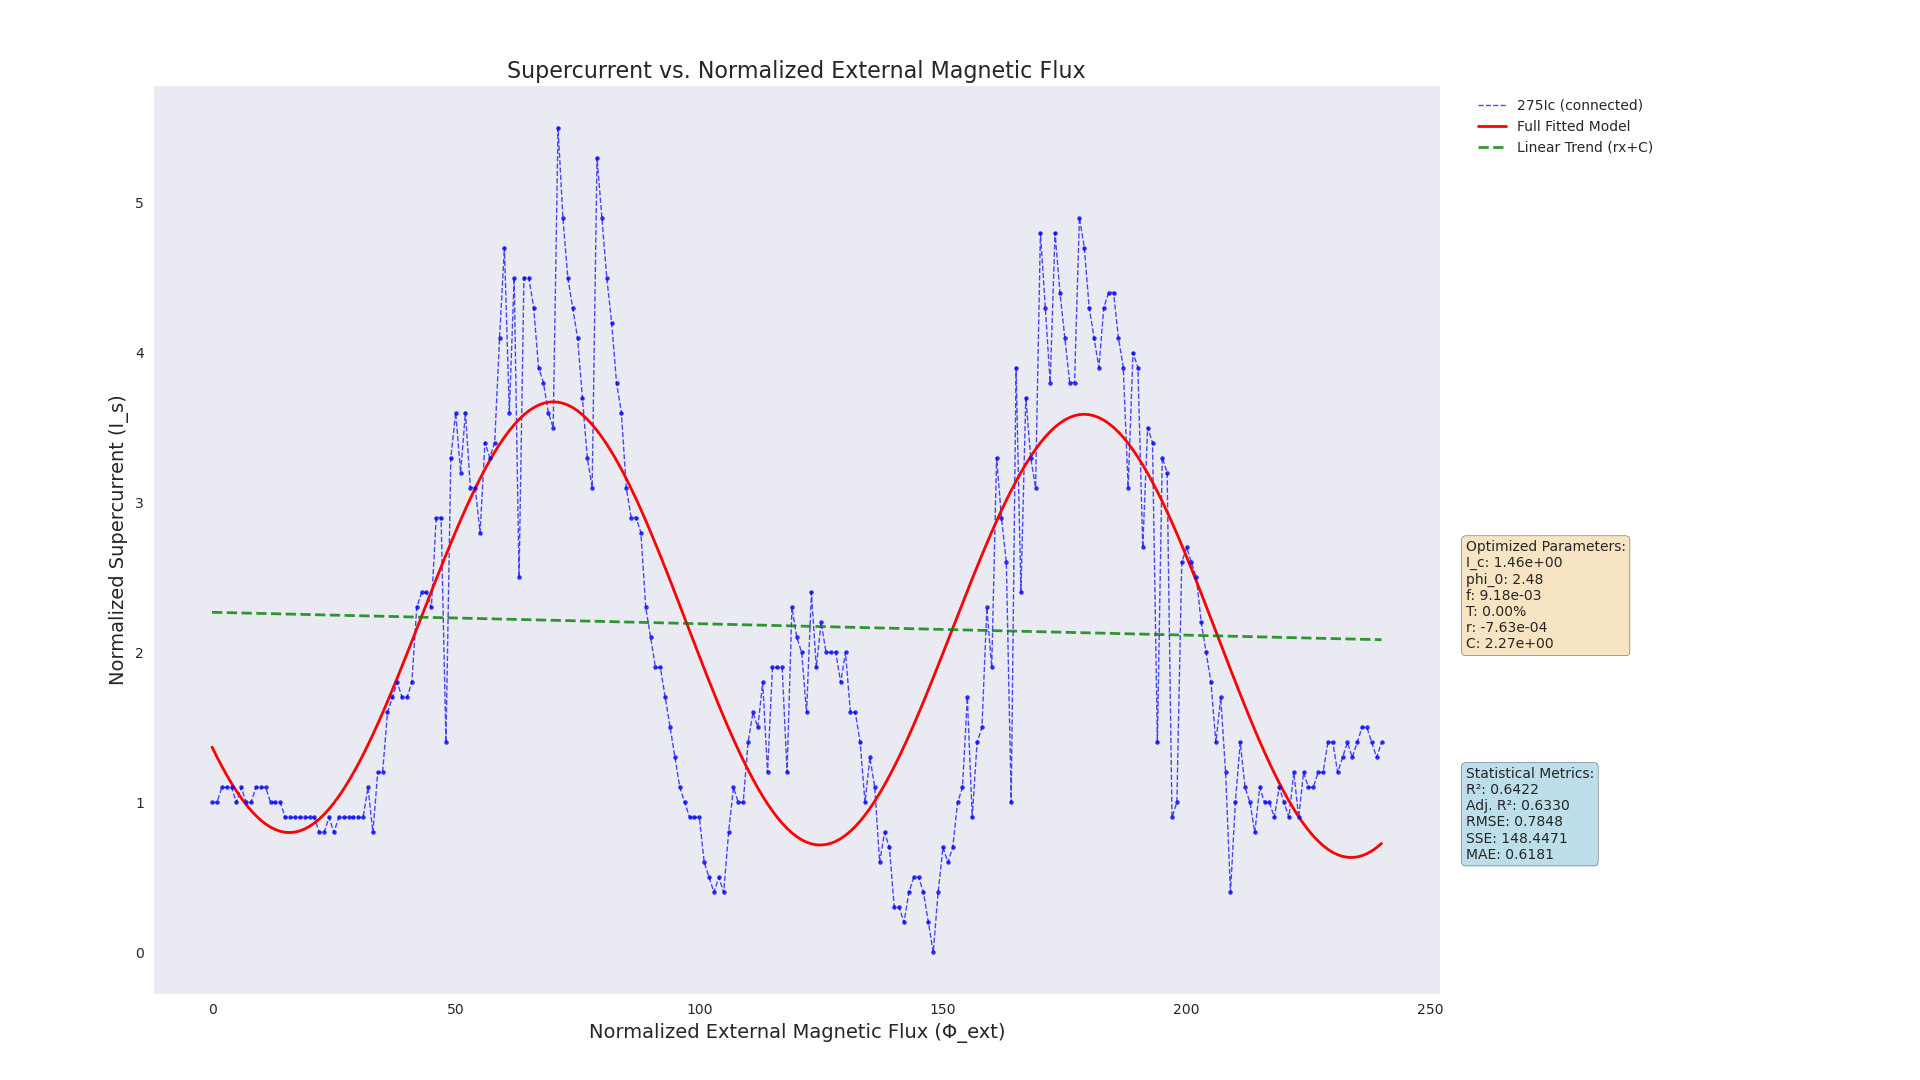 Supercurrent vs. Normalized External Magnetic Flux
275Ic (connected)
Full Fitted Model
Linear Trend (rx+C)
Normalized Supercurrent (I_s)
5
4
3
2
1
0
0 50 100 150 200 250
Normalized External Magnetic Flux (Φ_ext)
Optimized Parameters:
I_c: 1.46e+00
phi_0: 2.48
f: 9.18e-03
T: 0.00%
r: -7.63e-04
C: 2.27e+00
Statistical Metrics:
R²: 0.6422
Adj. R²: 0.6330
RMSE: 0.7848
SSE: 148.4471
MAE: 0.6181